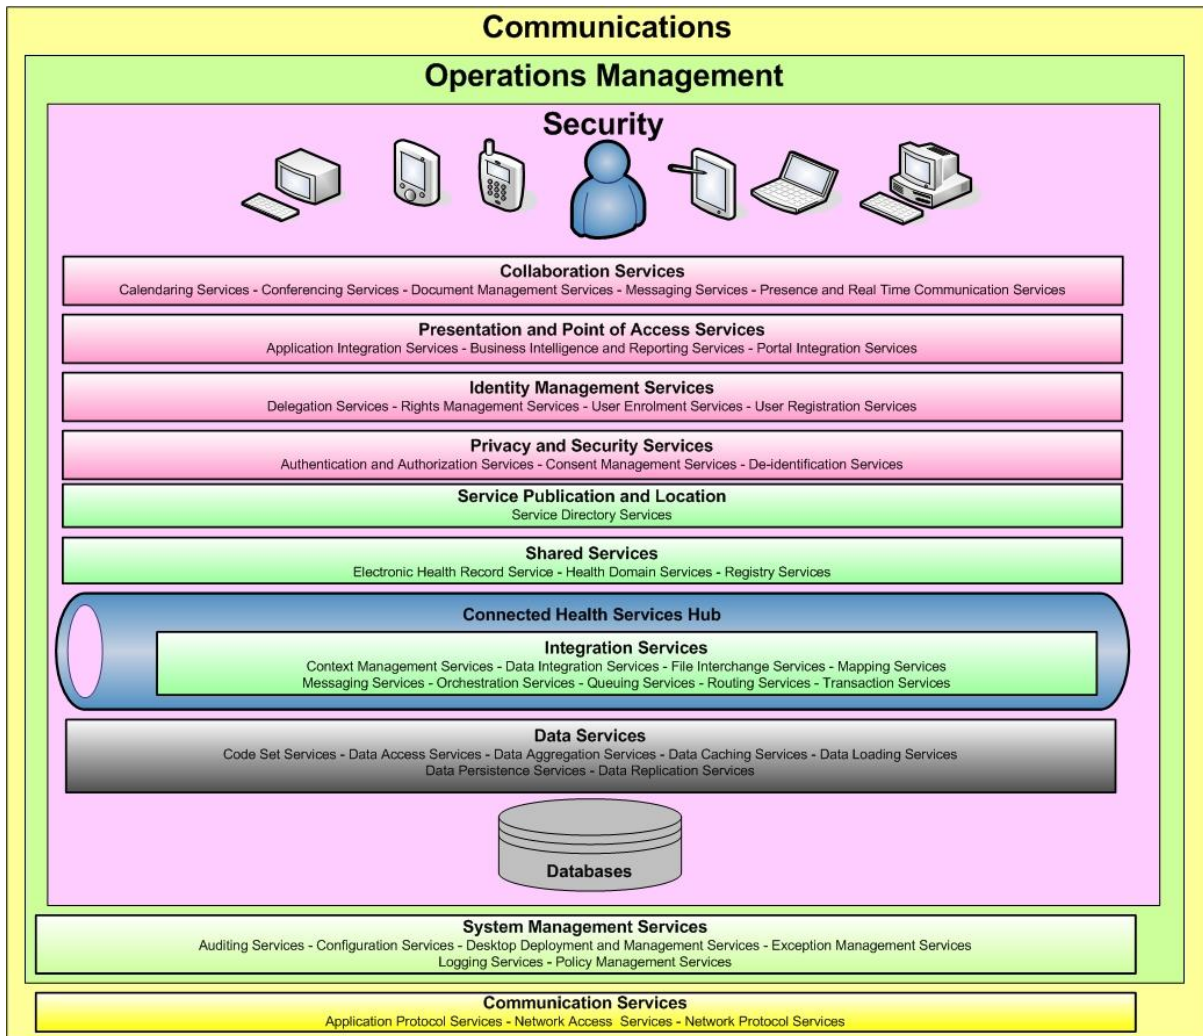 Communications
Operations Management
Security
Collaboration Services
Calendaring Services - Conferencing Services - Document Management Services - Messaging Services - Presence and Real Time Communication Services
Presentation and Point of Access Services
Application Integration Services - Business Intelligence and Reporting Services - Portal Integration Services
Identity Management Services
Delegation Services - Rights Management Services - User Enrolment Services - User Registration Services
Privacy and Security Services
Authentication and Authorization Services - Consent Management Services - De-identification Services
Service Publication and Location
Service Directory Services
Shared Services
Electronic Health Record Service - Health Domain Services - Registry Services
Connected Health Services Hub
Integration Services
Context Management Services - Data Integration Services - File Interchange Services - Mapping Services
Messaging Services - Orchestration Services - Queuing Services - Routing Services - Transaction Services
Data Services
Code Set Services - Data Access Services - Data Aggregation Services - Data Caching Services - Data Loading Services
Data Persistence Services - Data Replication Services
Databases
System Management Services
Auditing Services - Configuration Services - Desktop Deployment and Management Services - Exception Management Services
Logging Services - Policy Management Services
Communication Services
Application Protocol Services - Network Access Services - Network Protocol Services